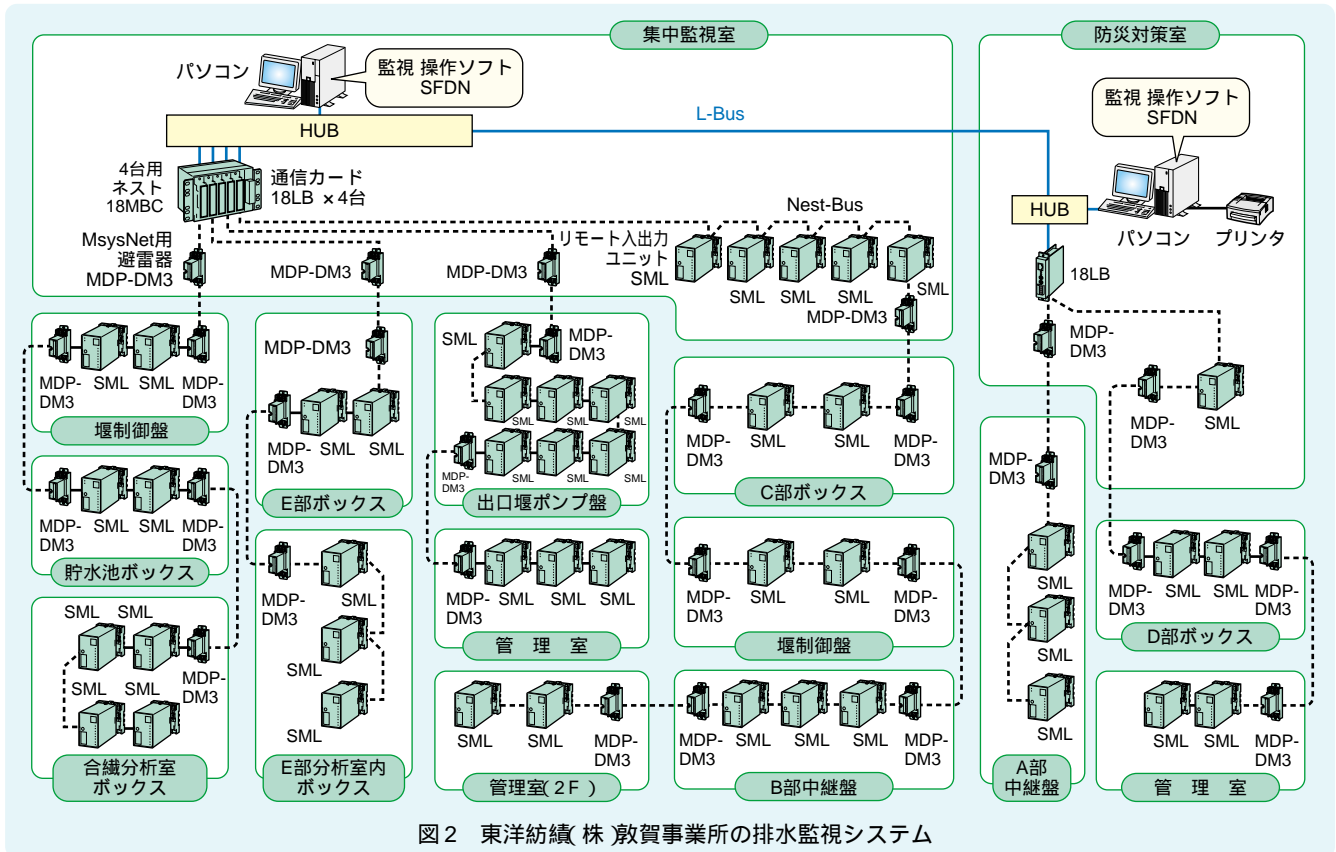 集中監視室
防災対策室
パソコン
監視 操作ソフト
SFDN
HUB
L-Bus
4台用
ネスト
18MBC
通信カード
18LB ×4台
MsysNet用
避雷器
MDP-DM3
MDP-DM3
MDP-DM3
リモート入出力
ユニット
SML
Nest-Bus
SML
SML
SML
SML
MDP-DM3
監視 操作ソフト
SFDN
HUB
パソコン
プリンタ
18LB
MDP-
DM3
MDP-
DM3
SML
MDP-
DM3
SML
SML
MDP-
DM3
堰制御盤
MDP-
DM3
SML
SML
MDP-
DM3
貯水池ボックス
SML
SML
MDP-
DM3
SML
SML
合繊分析室
ボックス
MDP-DM3
MDP-
DM3
SML
SML
E部ボックス
MDP-
DM3
SML
SML
SML
E部分析室内
ボックス
SML
MDP-
DM3
SML
SML
SML
MDP-
DM3
SML
SML
SML
出口堰ポンプ盤
MDP-
DM3
SML
SML
SML
管 理 室
SML
SML
MDP-
DM3
管理室(2F)
MDP-
DM3
SML
SML
MDP-
DM3
C部ボックス
MDP-
DM3
SML
SML
MDP-
DM3
堰制御盤
MDP-
DM3
SML
SML
SML
MDP-
DM3
B部中継盤
MDP-
DM3
SML
SML
SML
A部
中継盤
MDP-
DM3
SML
SML
MDP-
DM3
D部ボックス
SML
SML
MDP-
DM3
管 理 室
図2 東洋紡績(株)敦賀事業所の排水監視システム